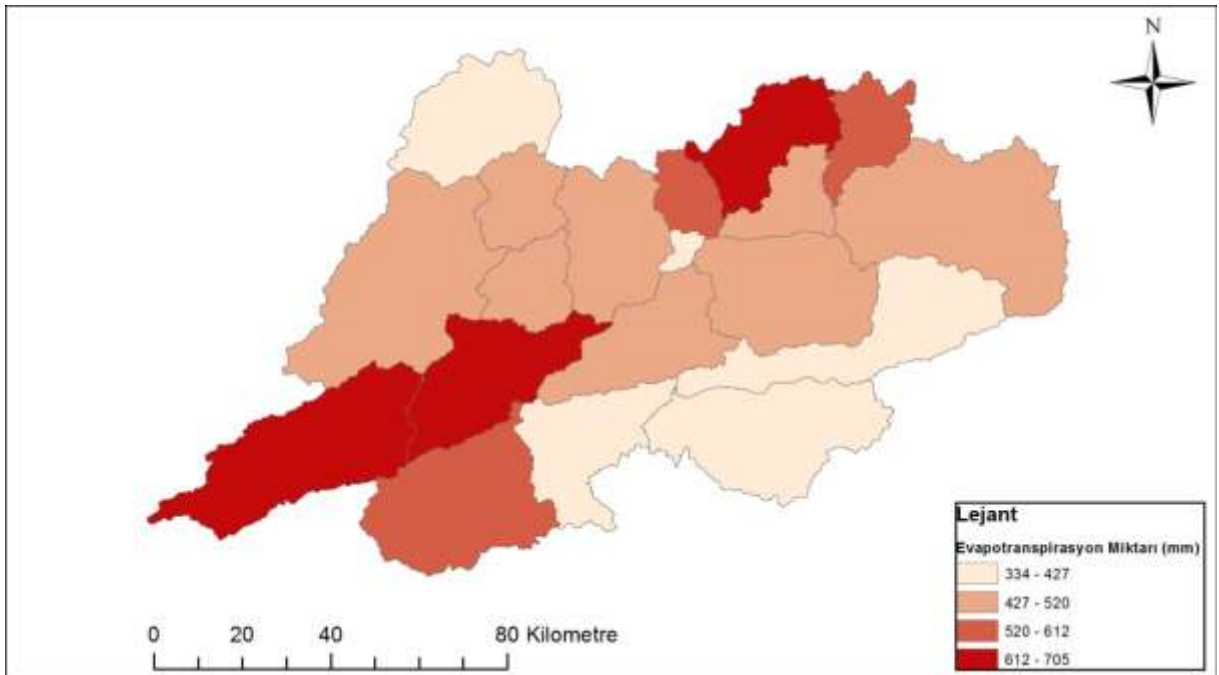 N
0 20 40 80 Kilometre
Lejant
Evapotranspirasyon Miktarı (mm)
334 - 427
427 - 520
520 - 612
612 - 705